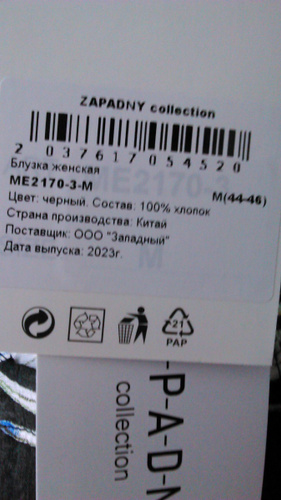 ZAPADNY collection
2 037617 054520
Блузка женская
ME2170-3-M M(44-46)
Цвет: черный. Состав: 100% хлопок
Страна производства: Китай
Поставщик: ООО "Западный"
Дата выпуска: 2023г.
21
PAP
-P-A-D-N
collection